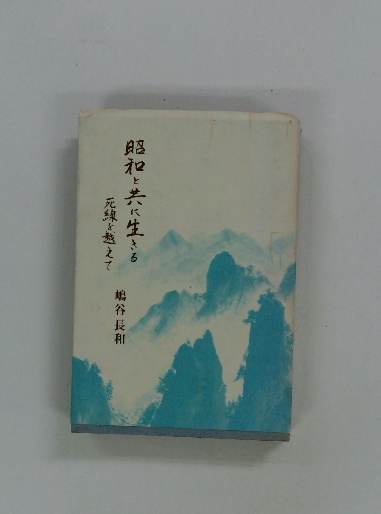 昭和と共に生きる
死線を越えて
嶋谷長和